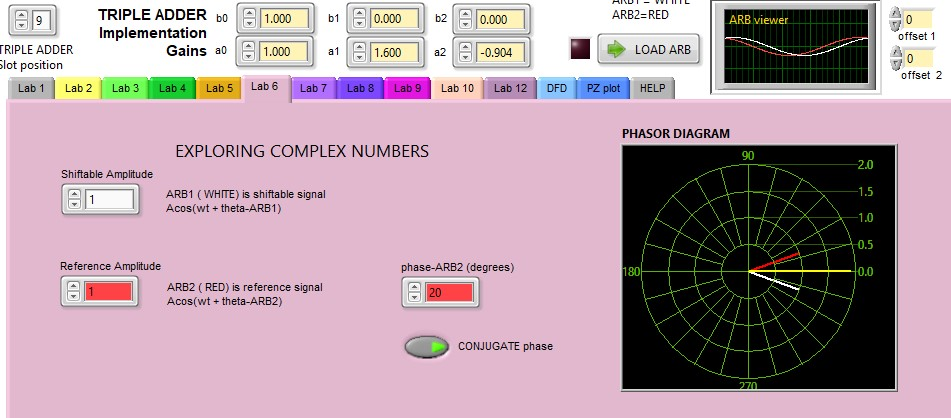 ARB1 = WHITE
9
TRIPLE ADDER
Implementation
Gains
b0 1.000 b1 0.000 b2 0.000
a0 1.000 a1 1.600 a2 -0.904
ARB2=RED
LOAD ARB
ARB viewer
0
offset 1
0
offset 2
TRIPLE ADDER
Slot position
Lab 1 Lab 2 Lab 3 Lab 4 Lab 5 Lab 6 Lab 7 Lab 8 Lab 9 Lab 10 Lab 11 Lab 12 DFD PZ plot HELP
EXPLORING COMPLEX NUMBERS
Shiftable Amplitude
1
ARB1 ( WHITE) is shiftable signal
Acos(wt + theta-ARB1)
Reference Amplitude
1
ARB2 ( RED) is reference signal
Acos(wt + theta-ARB2)
phase-ARB2 (degrees)
20
CONJUGATE phase
PHASOR DIAGRAM
90
2.0
1.5
1.0
0.5
180
0.0
270